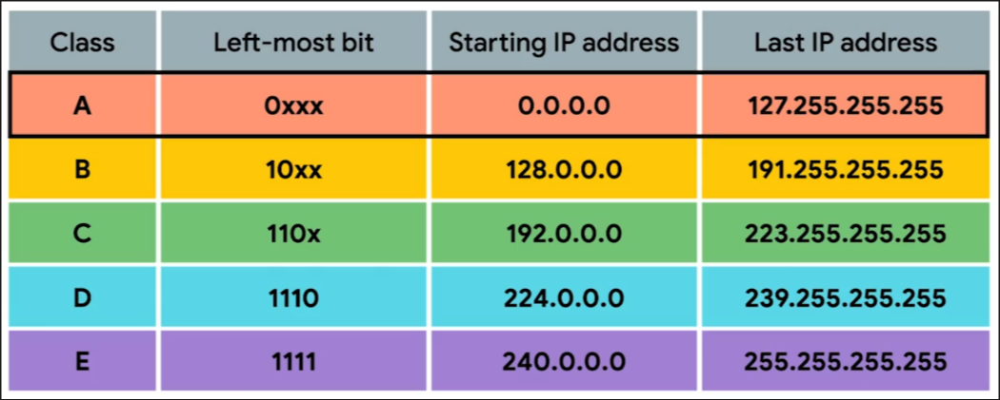 Class Left-most bit Starting IP address Last IP address
A 0xxx 0.0.0.0 127.255.255.255
B 10xx 128.0.0.0 191.255.255.255
C 110x 192.0.0.0 223.255.255.255
D 1110 224.0.0.0 239.255.255.255
E 1111 240.0.0.0 255.255.255.255